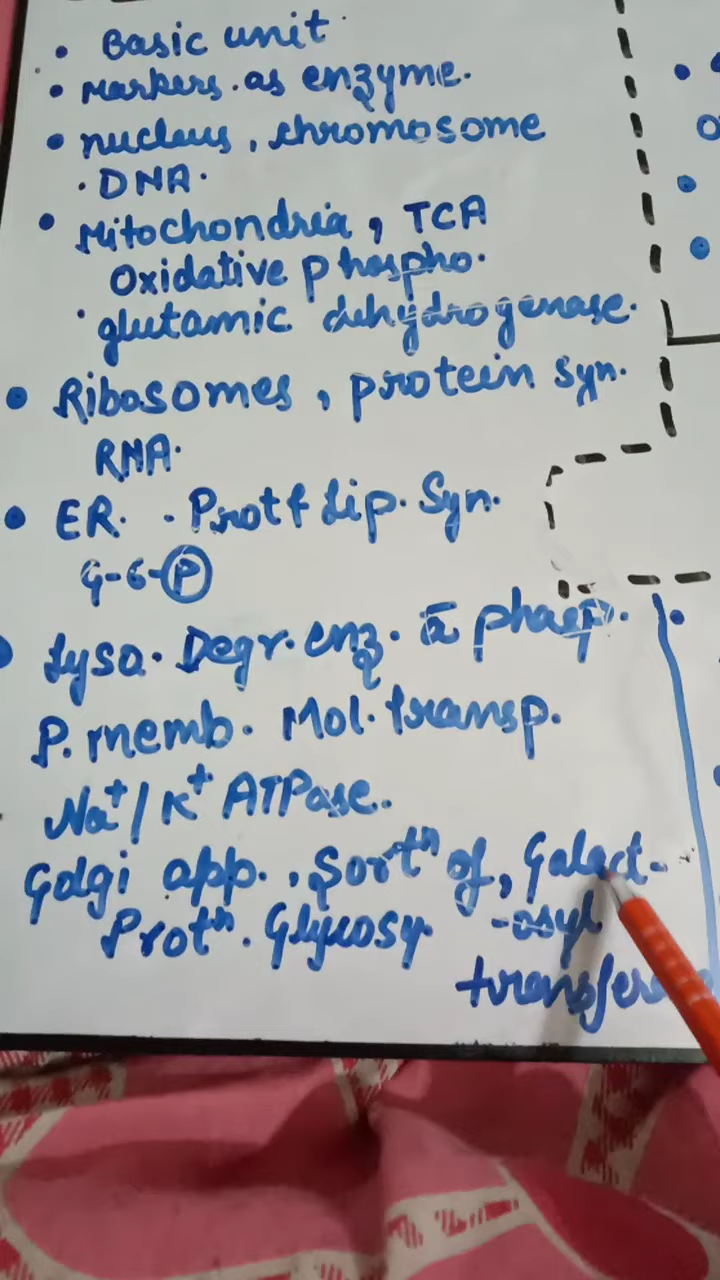 • Basic unit
• Markers as enzyme.
• nucleus, chromosome
• DNA.
• Mitochondria, TCA
Oxidative phospho.
• glutamic dehydrogenase.
• Ribosomes, protein syn.
RNA.
• ER. - Prot & Lip. Syn.
G-6-P
Lyso. Degr. enz. ā phosp.
P. memb. Mol. transp.
Na⁺/K⁺ ATPase.
Golgi app., Sortⁿ of, Galact-
Protⁿ. Glycosy -osyl